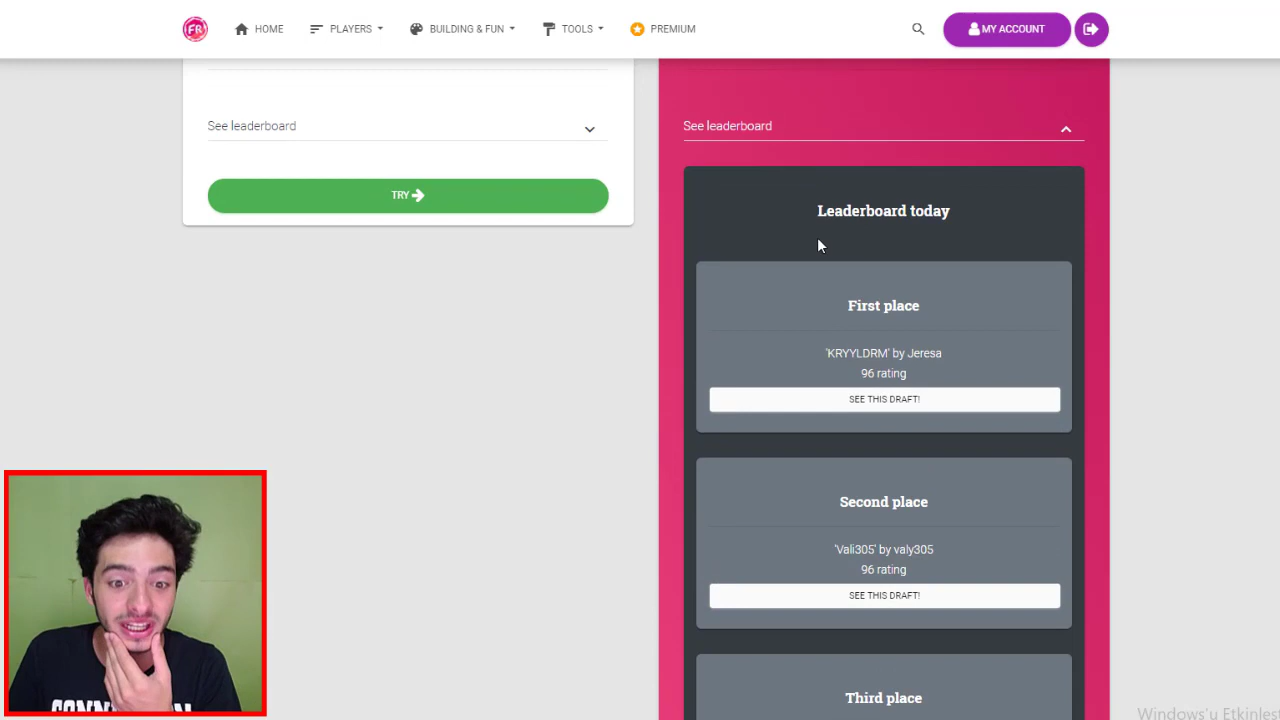 FR
HOME
PLAYERS
BUILDING & FUN
TOOLS
PREMIUM
MY ACCOUNT
See leaderboard
TRY
See leaderboard
Leaderboard today
First place
'KRYYLDRM' by Jeresa
96 rating
SEE THIS DRAFT!
Second place
'Vali305' by valy305
96 rating
SEE THIS DRAFT!
Third place
Windows'u Etkinleşt